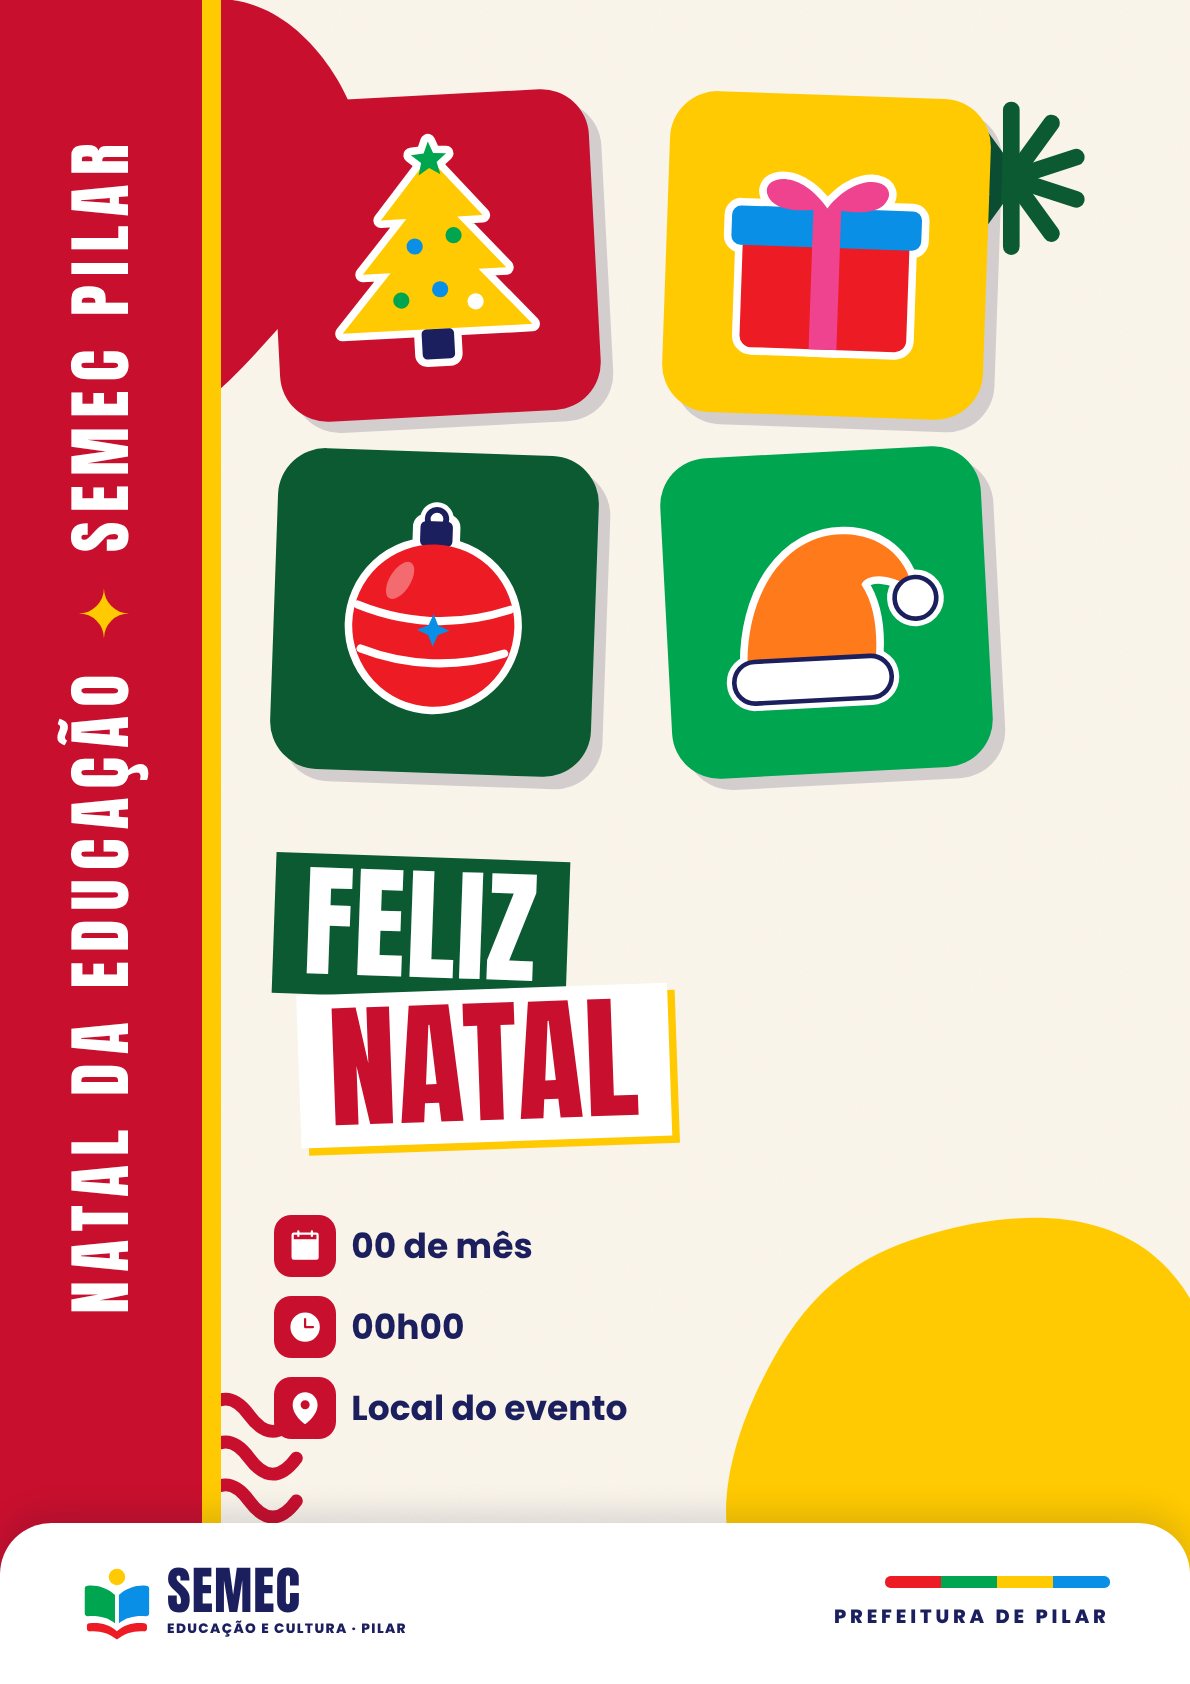 NATAL DA EDUCAÇÃO ✦ SEMEC PILAR
FELIZ
NATAL
00 de mês
00h00
Local do evento
SEMEC
EDUCAÇÃO E CULTURA · PILAR
PREFEITURA DE PILAR